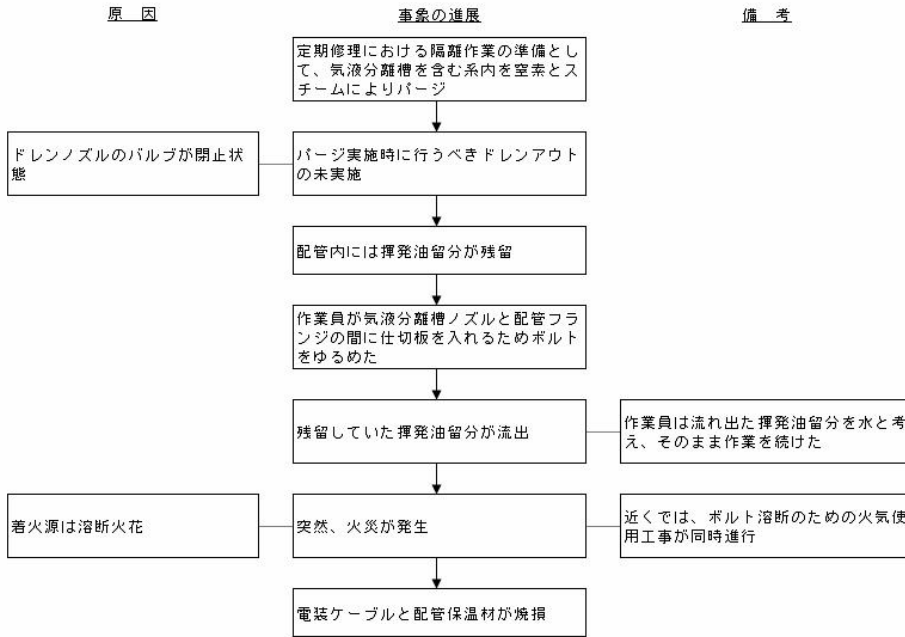 原　因
事象の進展
備　考
定期修理における隔離作業の準備とし
て、気液分離槽を含む系内を窒素とス
チームによりパージ
ドレンノズルのバルブが閉止状
態
パージ実施時に行うべきドレンアウト
の未実施
配管内には揮発油留分が残留
作業員が気液分離槽ノズルと配管フラ
ンジの間に仕切板を入れるためボルト
をゆるめた
残留していた揮発油留分が流出
作業員は流れ出た揮発油留分を水と考
え、そのまま作業を続けた
着火源は溶断火花
突然、火災が発生
近くでは、ボルト溶断のための火気使
用工事が同時進行
電装ケーブルと配管保温材が焼損